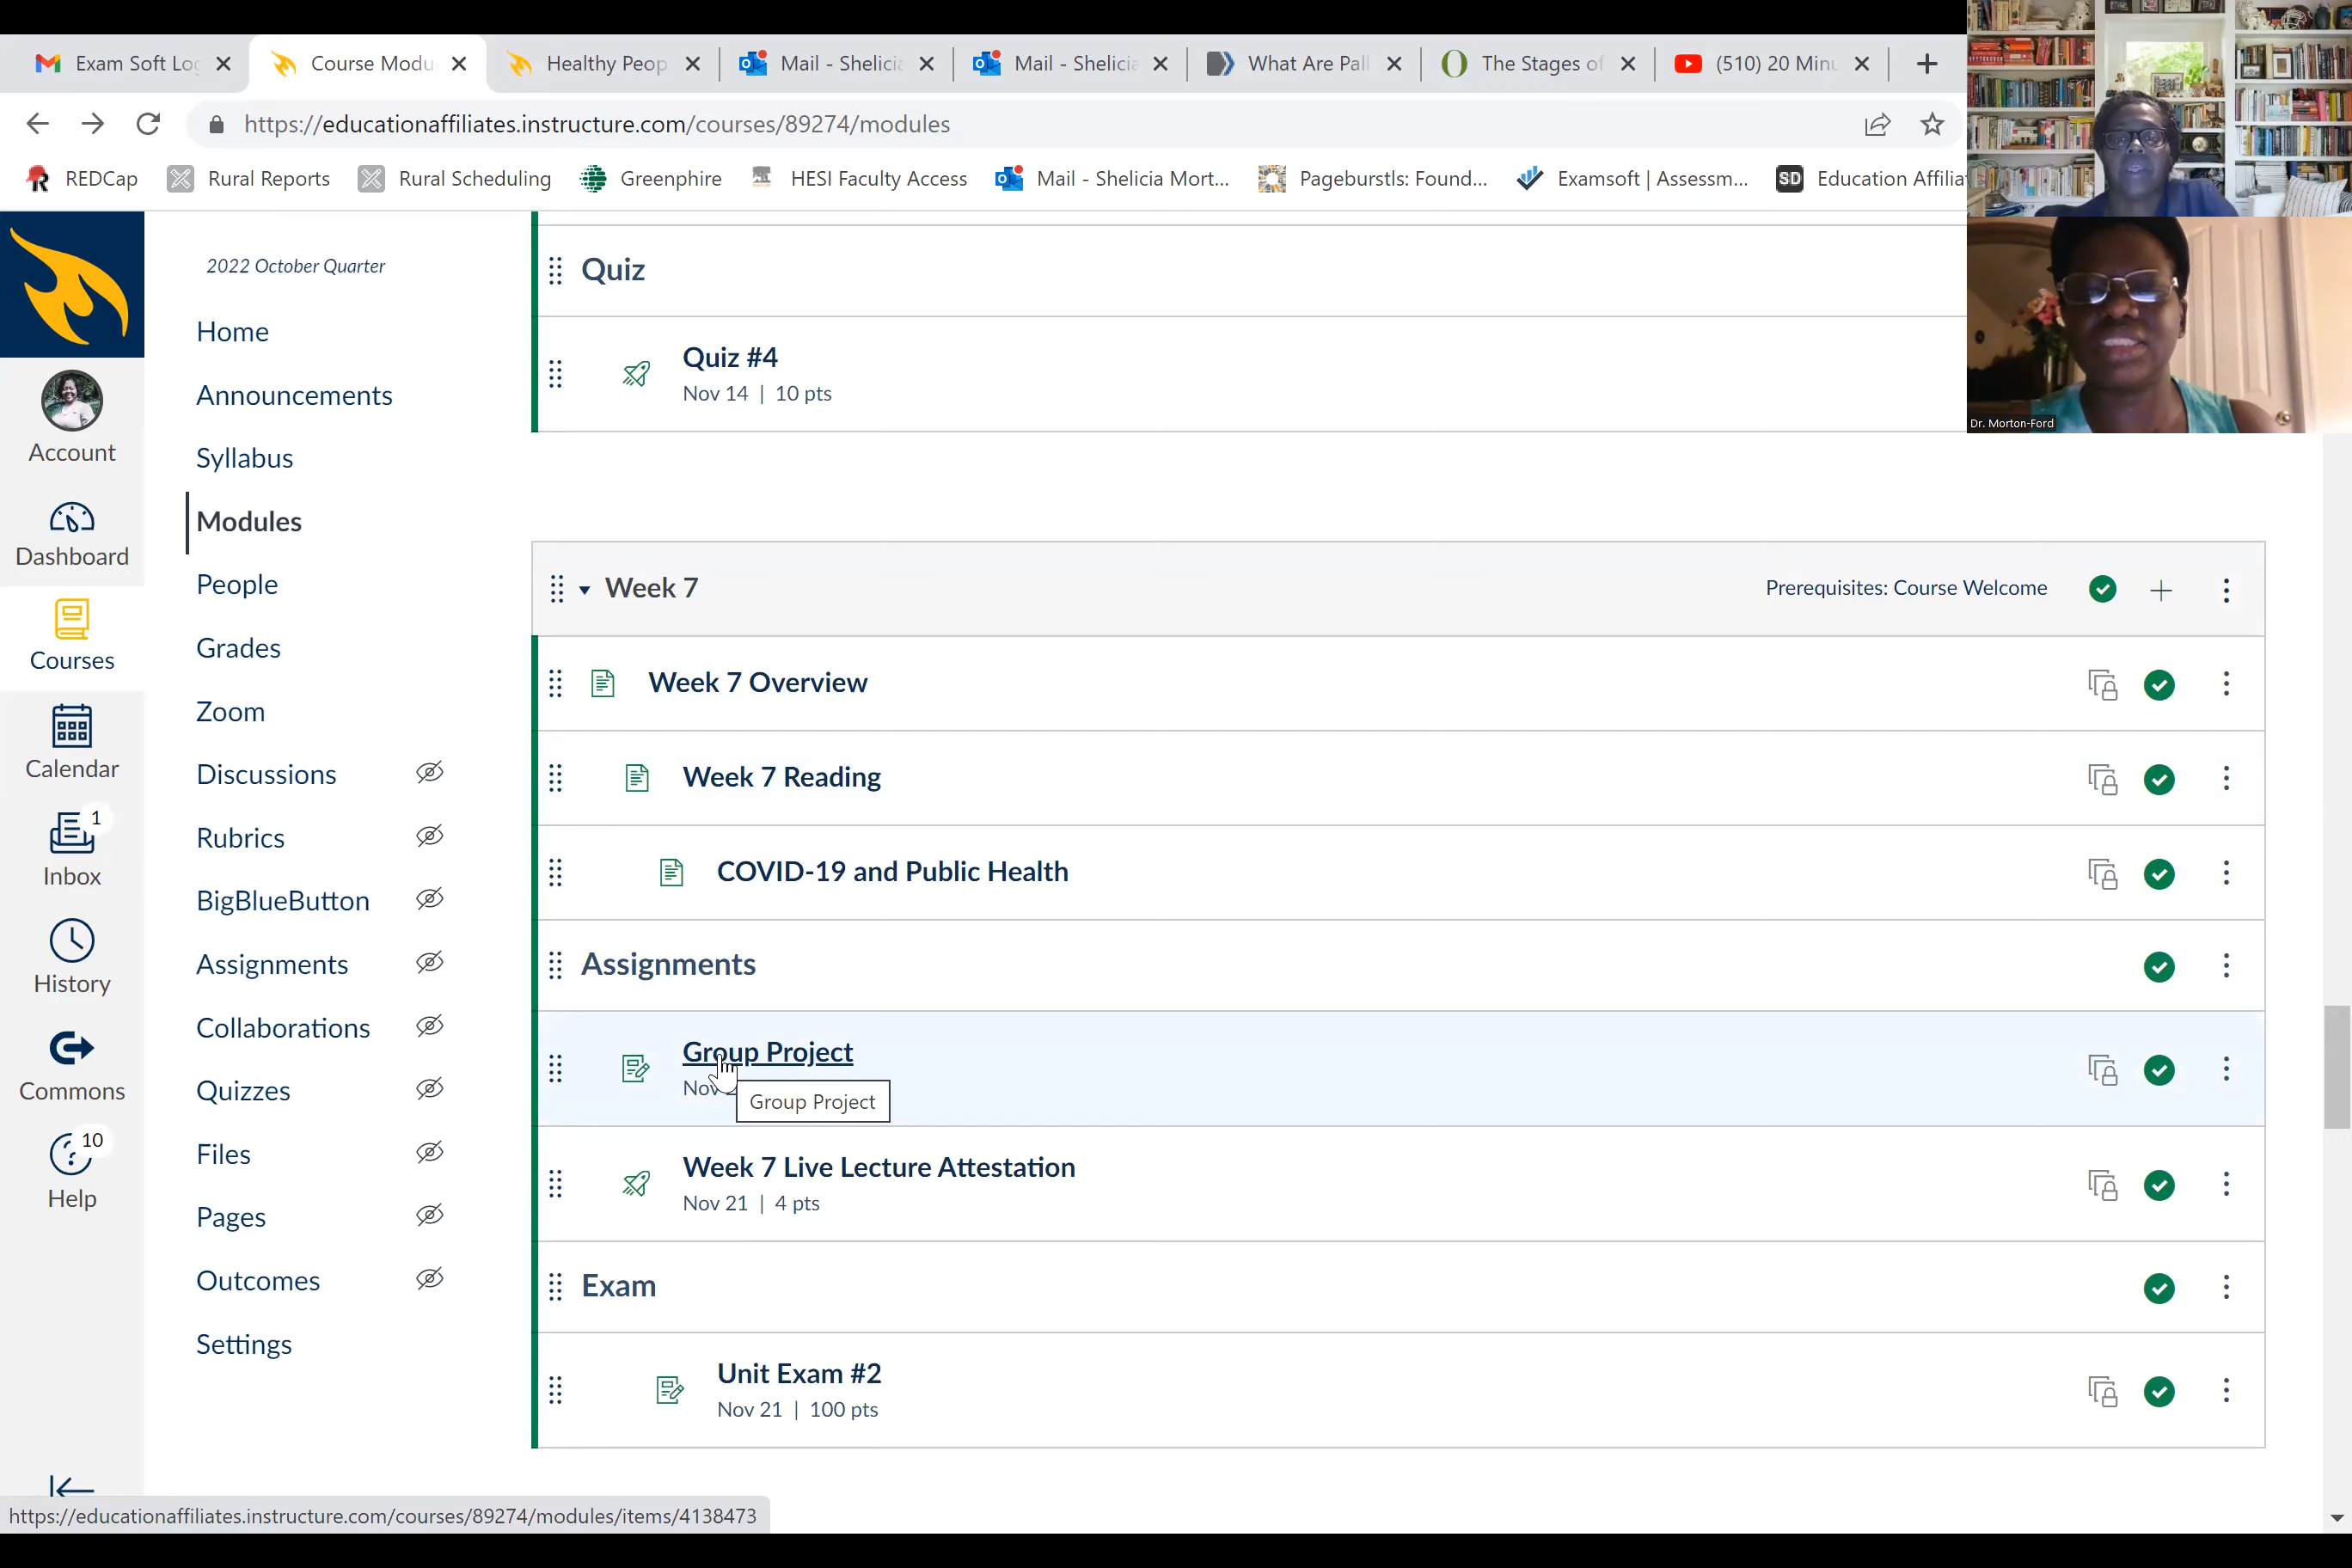 Exam Soft Log
Course Modu
Healthy Peop
Mail - Shelicia
Mail - Shelicia
What Are Pall
The Stages of
(510) 20 Minu
https://educationaffiliates.instructure.com/courses/89274/modules
REDCap
Rural Reports
Rural Scheduling
Greenphire
HESI Faculty Access
Mail - Shelicia Mort...
Pageburstls: Found...
Examsoft | Assessm...
SD
Education Affilia
Dr. Morton-Ford
Account
Dashboard
Courses
Calendar
1
Inbox
History
Commons
10
Help
2022 October Quarter
Home
Announcements
Syllabus
Modules
People
Grades
Zoom
Discussions
Rubrics
BigBlueButton
Assignments
Collaborations
Quizzes
Files
Pages
Outcomes
Settings
Quiz
Quiz #4
Nov 14 | 10 pts
Week 7
Prerequisites: Course Welcome
Week 7 Overview
Week 7 Reading
COVID-19 and Public Health
Assignments
Group Project
Nov
Group Project
Week 7 Live Lecture Attestation
Nov 21 | 4 pts
Exam
Unit Exam #2
Nov 21 | 100 pts
https://educationaffiliates.instructure.com/courses/89274/modules/items/4138473